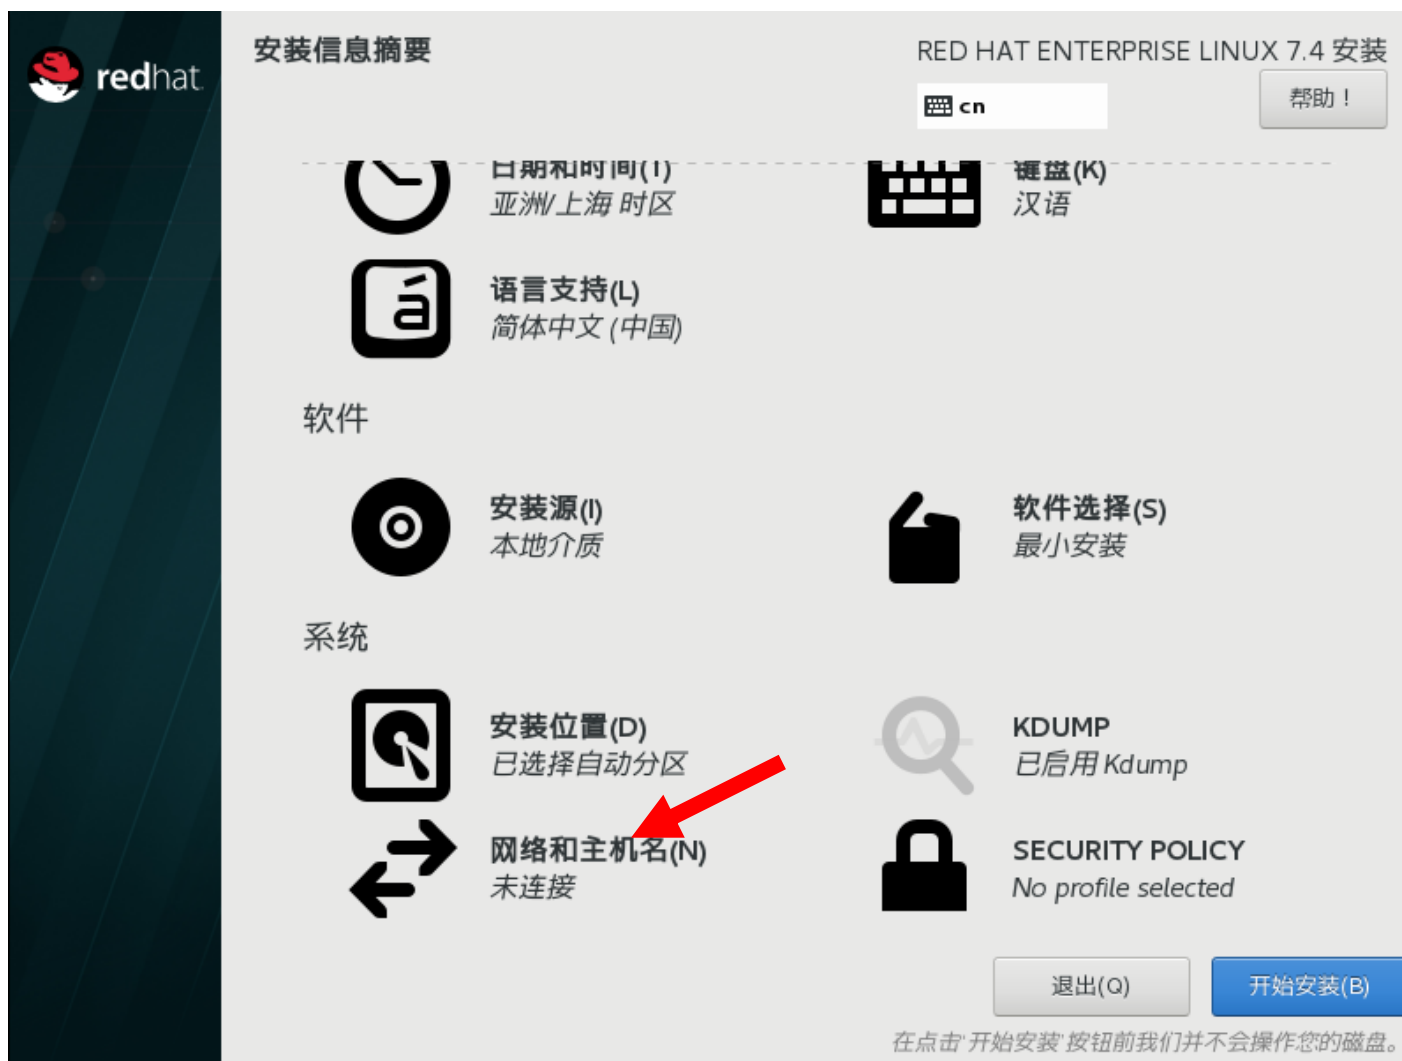 redhat.
安装信息摘要
RED HAT ENTERPRISE LINUX 7.4 安装
cn
帮助！
日期和时间(T)
亚洲/上海 时区
键盘(K)
汉语
á
语言支持(L)
简体中文 (中国)
软件
安装源(I)
本地介质
软件选择(S)
最小安装
系统
安装位置(D)
已选择自动分区
KDUMP
已启用 Kdump
网络和主机名(N)
未连接
SECURITY POLICY
No profile selected
退出(Q)
开始安装(B)
在点击'开始安装'按钮前我们并不会操作您的磁盘。